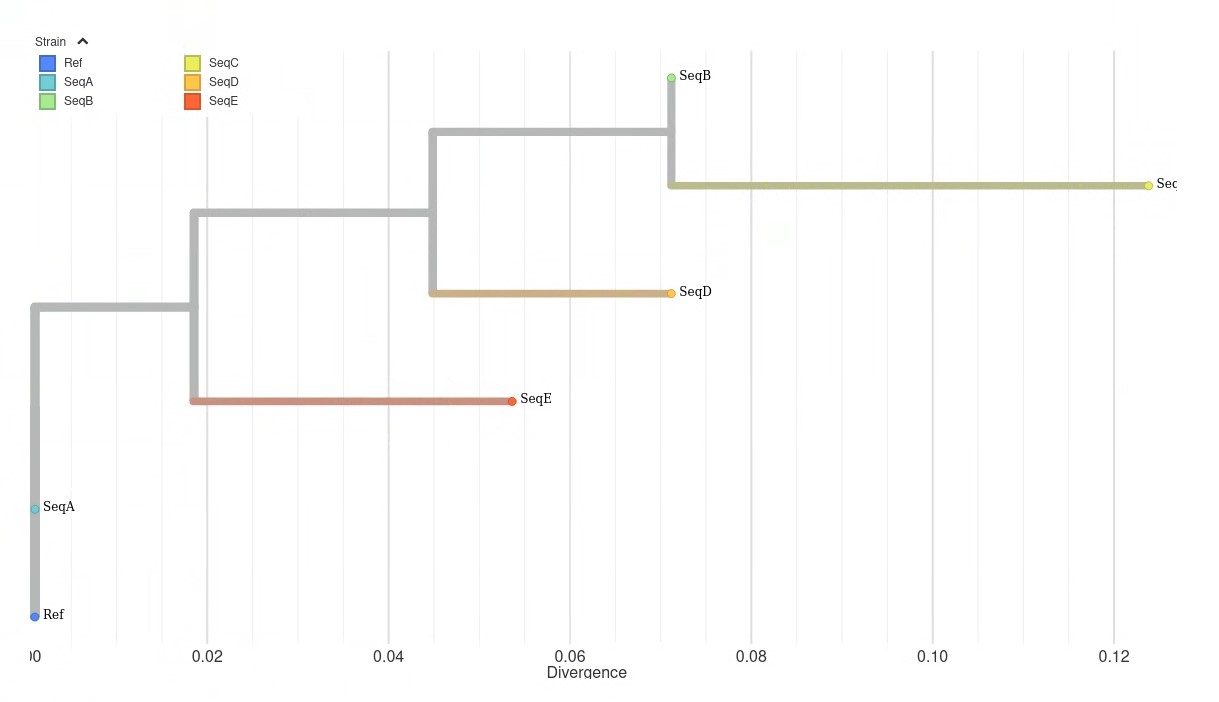 Strain
Ref
SeqA
SeqB
SeqC
SeqD
SeqE
SeqB
Seq
SeqD
SeqE
SeqA
Ref
0.02
0.04
0.06
0.08
0.10
0.12
Divergence